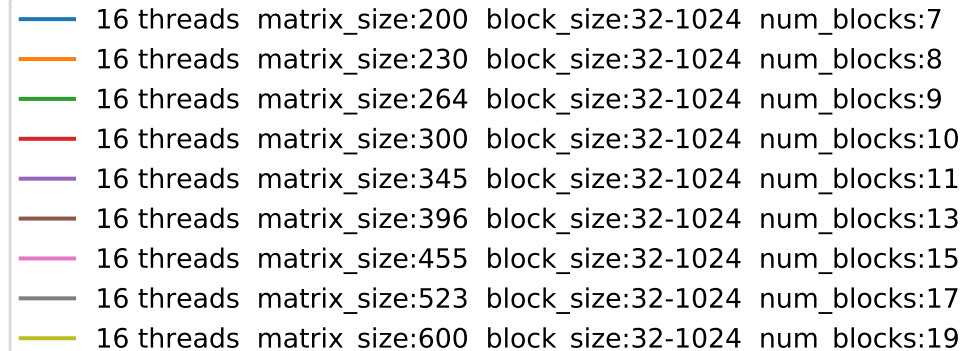 16 threads matrix_size:200 block_size:32-1024 num_blocks:7
16 threads matrix_size:230 block_size:32-1024 num_blocks:8
16 threads matrix_size:264 block_size:32-1024 num_blocks:9
16 threads matrix_size:300 block_size:32-1024 num_blocks:10
16 threads matrix_size:345 block_size:32-1024 num_blocks:11
16 threads matrix_size:396 block_size:32-1024 num_blocks:13
16 threads matrix_size:455 block_size:32-1024 num_blocks:15
16 threads matrix_size:523 block_size:32-1024 num_blocks:17
16 threads matrix_size:600 block_size:32-1024 num_blocks:19